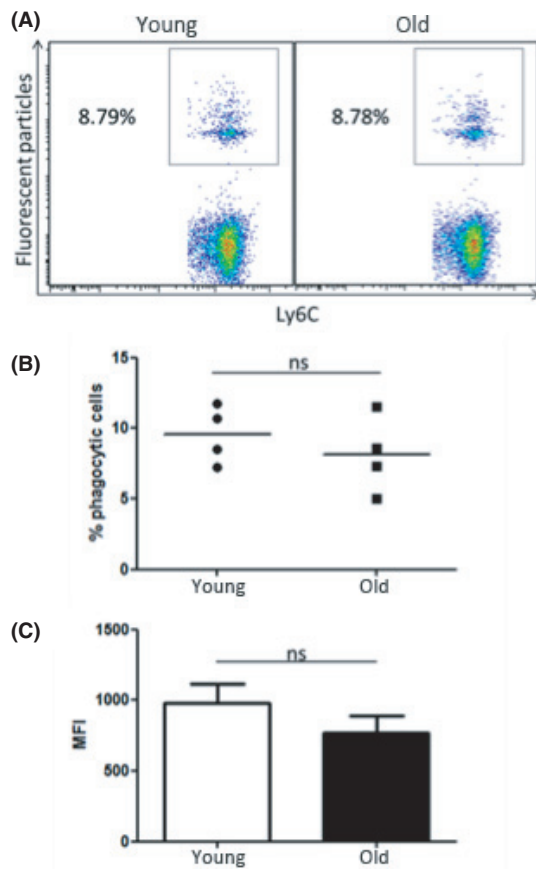 (A)
Young Old
Fluorescent particles
8.79% 8.78%
Ly6C
(B)
% phagocytic cells
15
10
5
0
ns
Young Old
(C)
MFI
1500
1000
500
0
ns
Young Old